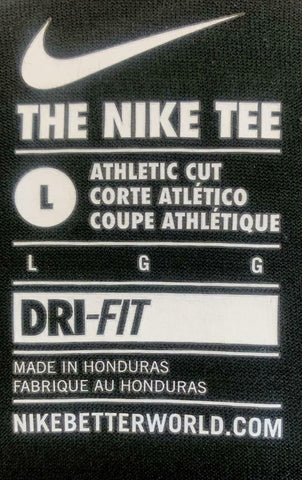 THE NIKE TEE
L
ATHLETIC CUT
CORTE ATLÉTICO
COUPE ATHLÉTIQUE
L G G
DRI-FIT
MADE IN HONDURAS
FABRIQUE AU HONDURAS
NIKEBETTERWORLD.COM